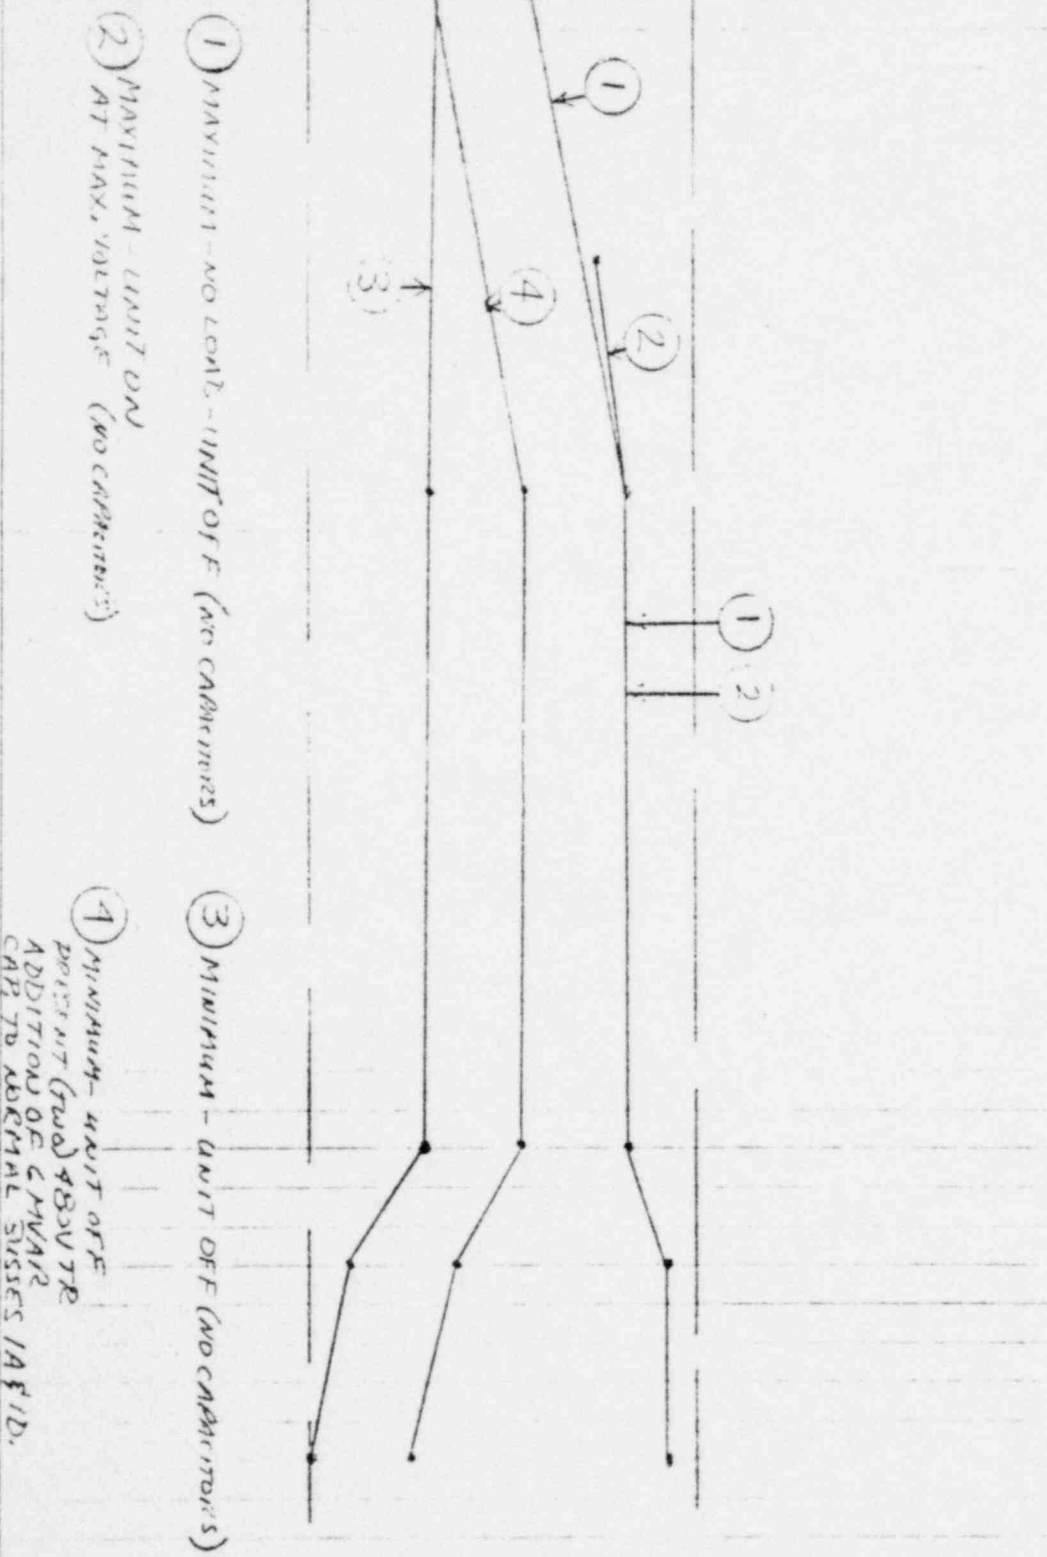 ① MAXIMUM - NO LOAD - UNIT OFF (NO CAPACITORS)
② MAXIMUM - UNIT ON
AT MAX. VOLTAGE (NO CAPACITORS)
③ MINIMUM - UNIT OFF (NO CAPACITORS)
④ MINIMUM - UNIT OFF
PRESENT (TWO) 480V TR
ADDITION OF 6 MVAR
CAP. TO NORMAL BUSSES 1A & 1D.
①
②
④
③
①
②